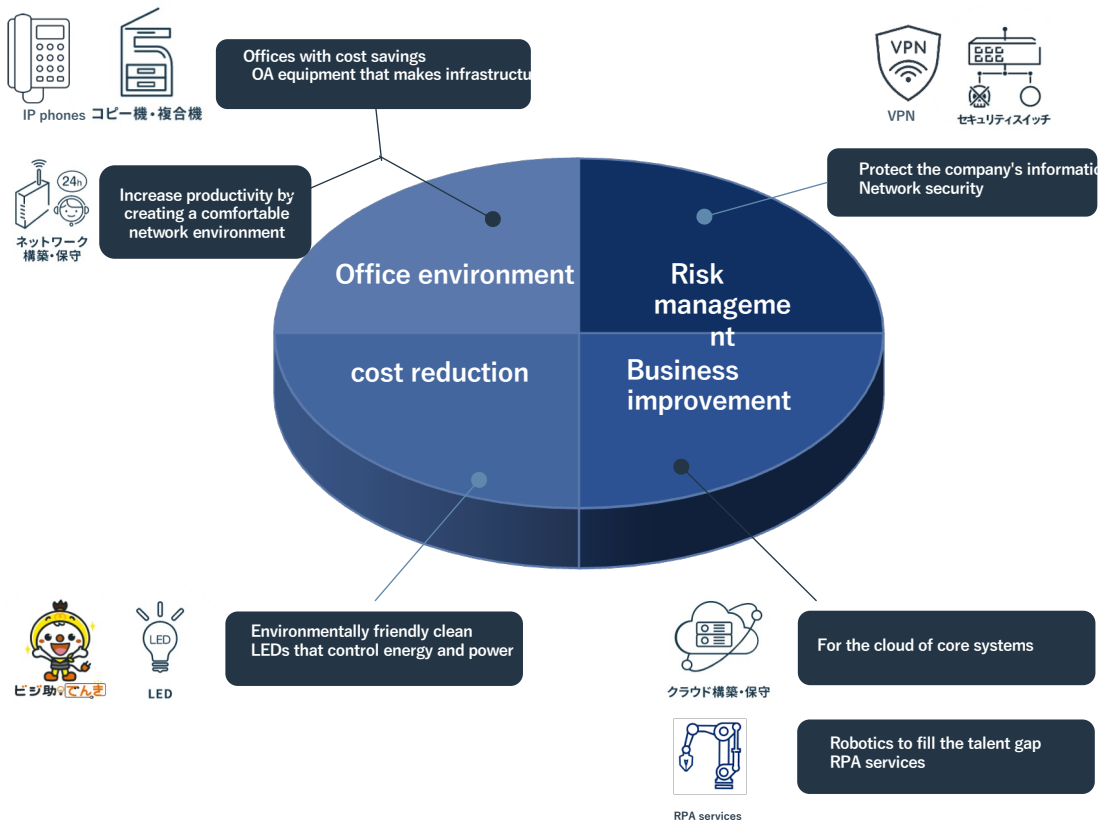 IP phones
コピー機・複合機
Offices with cost savings
OA equipment that makes infrastructu
VPN
VPN
セキュリティスイッチ
24h
ネットワーク
構築・保守
Increase productivity by
creating a comfortable
network environment
Protect the company's informatio
Network security
Office environment
Risk
manageme
nt
cost reduction
Business
improvement
ビジ助でんき
LED
LED
Environmentally friendly clean
LEDs that control energy and power
クラウド構築・保守
For the cloud of core systems
RPA services
Robotics to fill the talent gap
RPA services